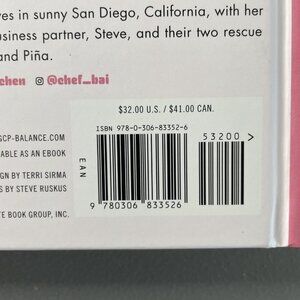 ves in sunny San Diego, California, with her
usiness partner, Steve, and their two rescue
and Piña.
chen @chef_bai
$32.00 U.S. / $41.00 CAN.
ISBN 978-0-306-83352-6
53200>
EAN
9 780306 833526
GCP-BALANCE.COM
ABLE AS AN EBOOK
GN BY TERRI SIRMA
S BY STEVE RUSKUS
TE BOOK GROUP, INC.